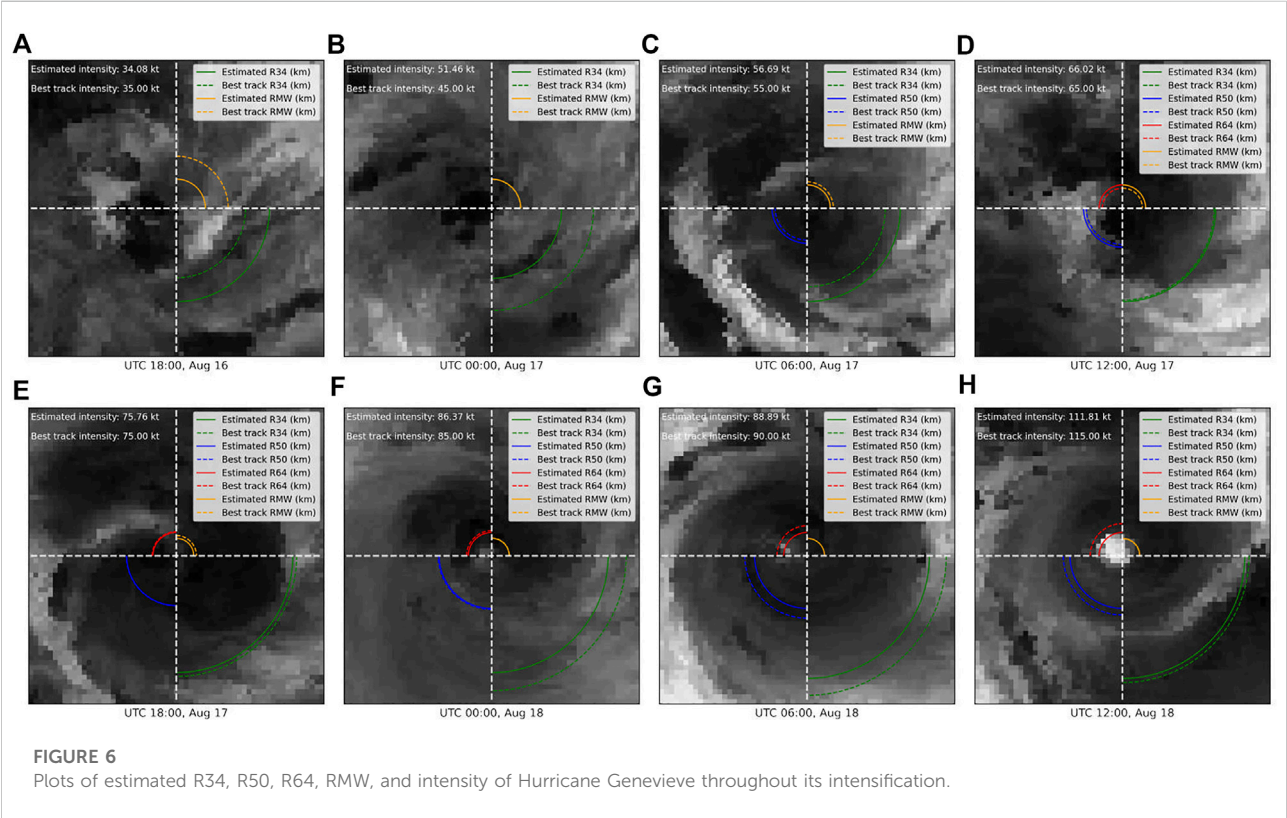 A
Estimated intensity: 34.08 kt
Best track intensity: 35.00 kt
Estimated R34 (km)
Best track R34 (km)
Estimated RMW (km)
Best track RMW (km)
UTC 18:00, Aug 16
B
Estimated intensity: 51.46 kt
Best track intensity: 45.00 kt
Estimated R34 (km)
Best track R34 (km)
Estimated RMW (km)
Best track RMW (km)
UTC 00:00, Aug 17
C
Estimated intensity: 56.69 kt
Best track intensity: 55.00 kt
Estimated R34 (km)
Best track R34 (km)
Estimated R50 (km)
Best track R50 (km)
Estimated RMW (km)
Best track RMW (km)
UTC 06:00, Aug 17
D
Estimated intensity: 66.02 kt
Best track intensity: 65.00 kt
Estimated R34 (km)
Best track R34 (km)
Estimated R50 (km)
Best track R50 (km)
Estimated R64 (km)
Best track R64 (km)
Estimated RMW (km)
Best track RMW (km)
UTC 12:00, Aug 17
E
Estimated intensity: 75.76 kt
Best track intensity: 75.00 kt
Estimated R34 (km)
Best track R34 (km)
Estimated R50 (km)
Best track R50 (km)
Estimated R64 (km)
Best track R64 (km)
Estimated RMW (km)
Best track RMW (km)
UTC 18:00, Aug 17
F
Estimated intensity: 86.37 kt
Best track intensity: 85.00 kt
Estimated R34 (km)
Best track R34 (km)
Estimated R50 (km)
Best track R50 (km)
Estimated R64 (km)
Best track R64 (km)
Estimated RMW (km)
Best track RMW (km)
UTC 00:00, Aug 18
G
Estimated intensity: 88.89 kt
Best track intensity: 90.00 kt
Estimated R34 (km)
Best track R34 (km)
Estimated R50 (km)
Best track R50 (km)
Estimated R64 (km)
Best track R64 (km)
Estimated RMW (km)
Best track RMW (km)
UTC 06:00, Aug 18
H
Estimated intensity: 111.81 kt
Best track intensity: 115.00 kt
Estimated R34 (km)
Best track R34 (km)
Estimated R50 (km)
Best track R50 (km)
Estimated R64 (km)
Best track R64 (km)
Estimated RMW (km)
Best track RMW (km)
UTC 12:00, Aug 18
FIGURE 6
Plots of estimated R34, R50, R64, RMW, and intensity of Hurricane Genevieve throughout its intensification.